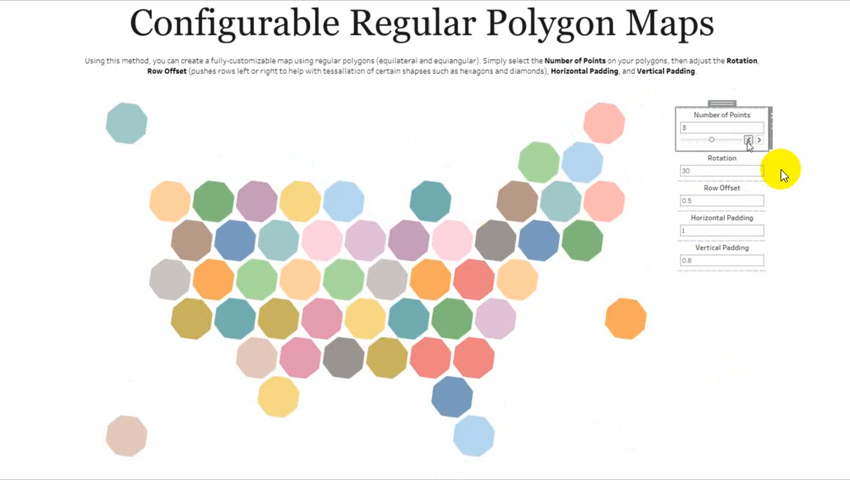 Configurable Regular Polygon Maps
Using this method, you can create a fully-customizable map using regular polygons (equilateral and equiangular). Simply select the Number of Points on your polygons, then adjust the Rotation,
Row Offset (pushes rows left or right to help with tessallation of certain shapses such as hexagons and diamonds), Horizontal Padding, and Vertical Padding.
Number of Points
8
Rotation
30
Row Offset
0.5
Horizontal Padding
1
Vertical Padding
0.8